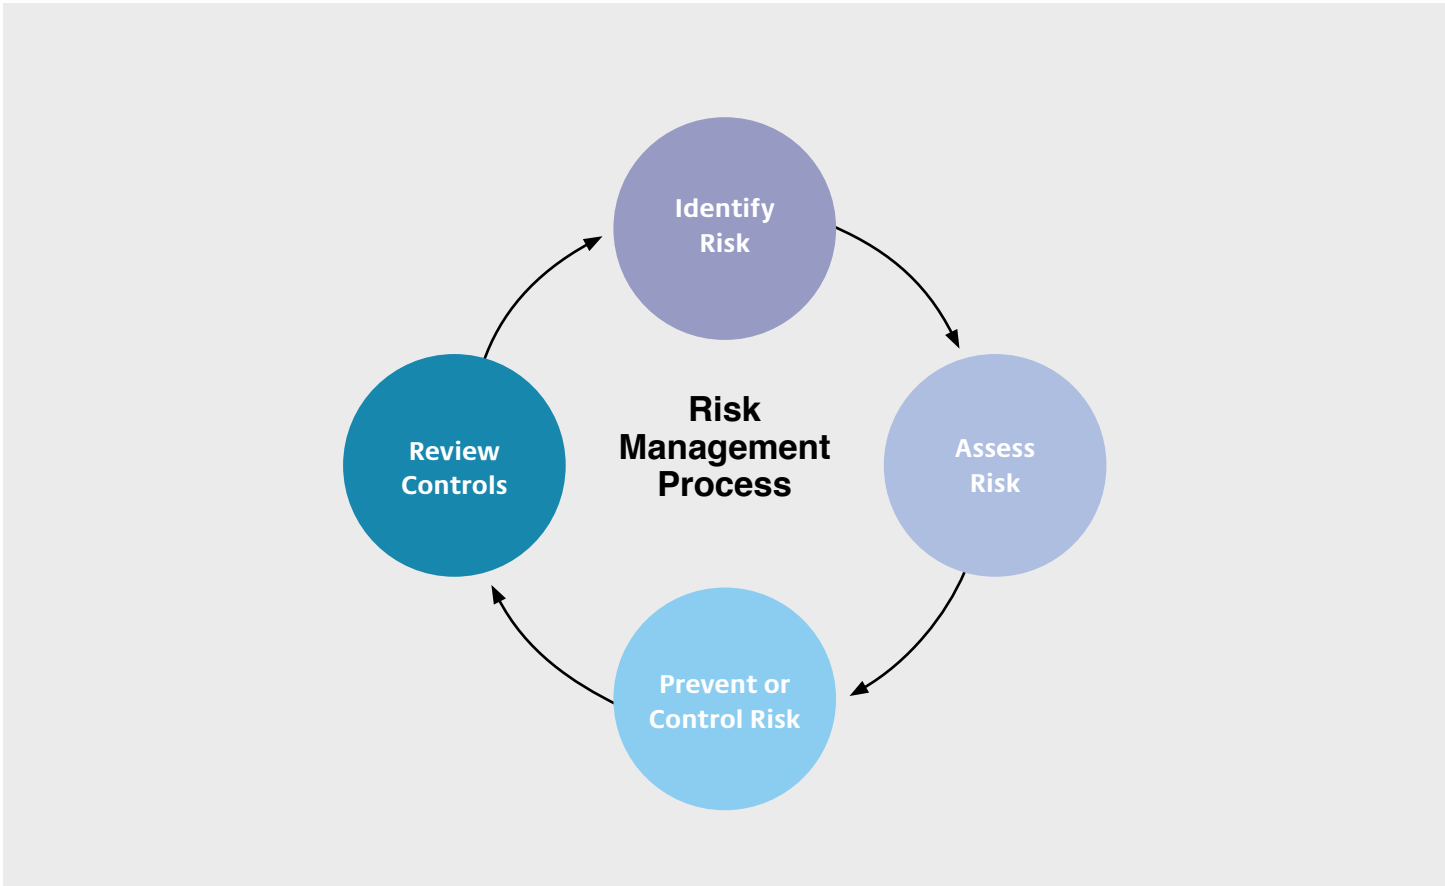 Identify
Risk
Risk
Management
Process
Review
Controls
Assess
Risk
Prevent or
Control Risk